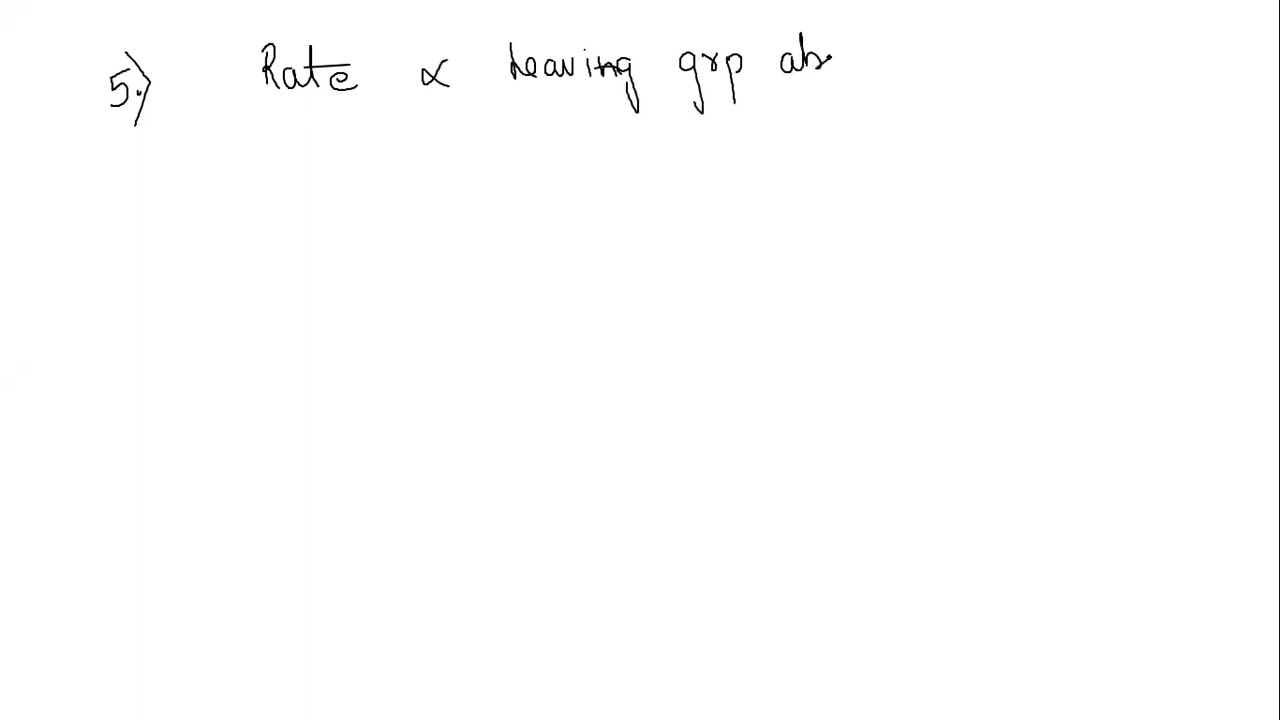 5.) Rate ∝ Leaving grp ab